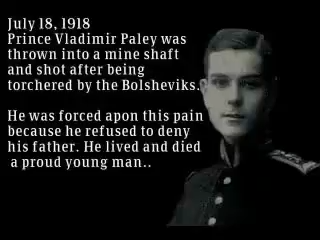 July 18, 1918
Prince Vladimir Paley was
thrown into a mine shaft
and shot after being
torchered by the Bolsheviks.
He was forced apon this pain
because he refused to deny
his father. He lived and died
a proud young man..